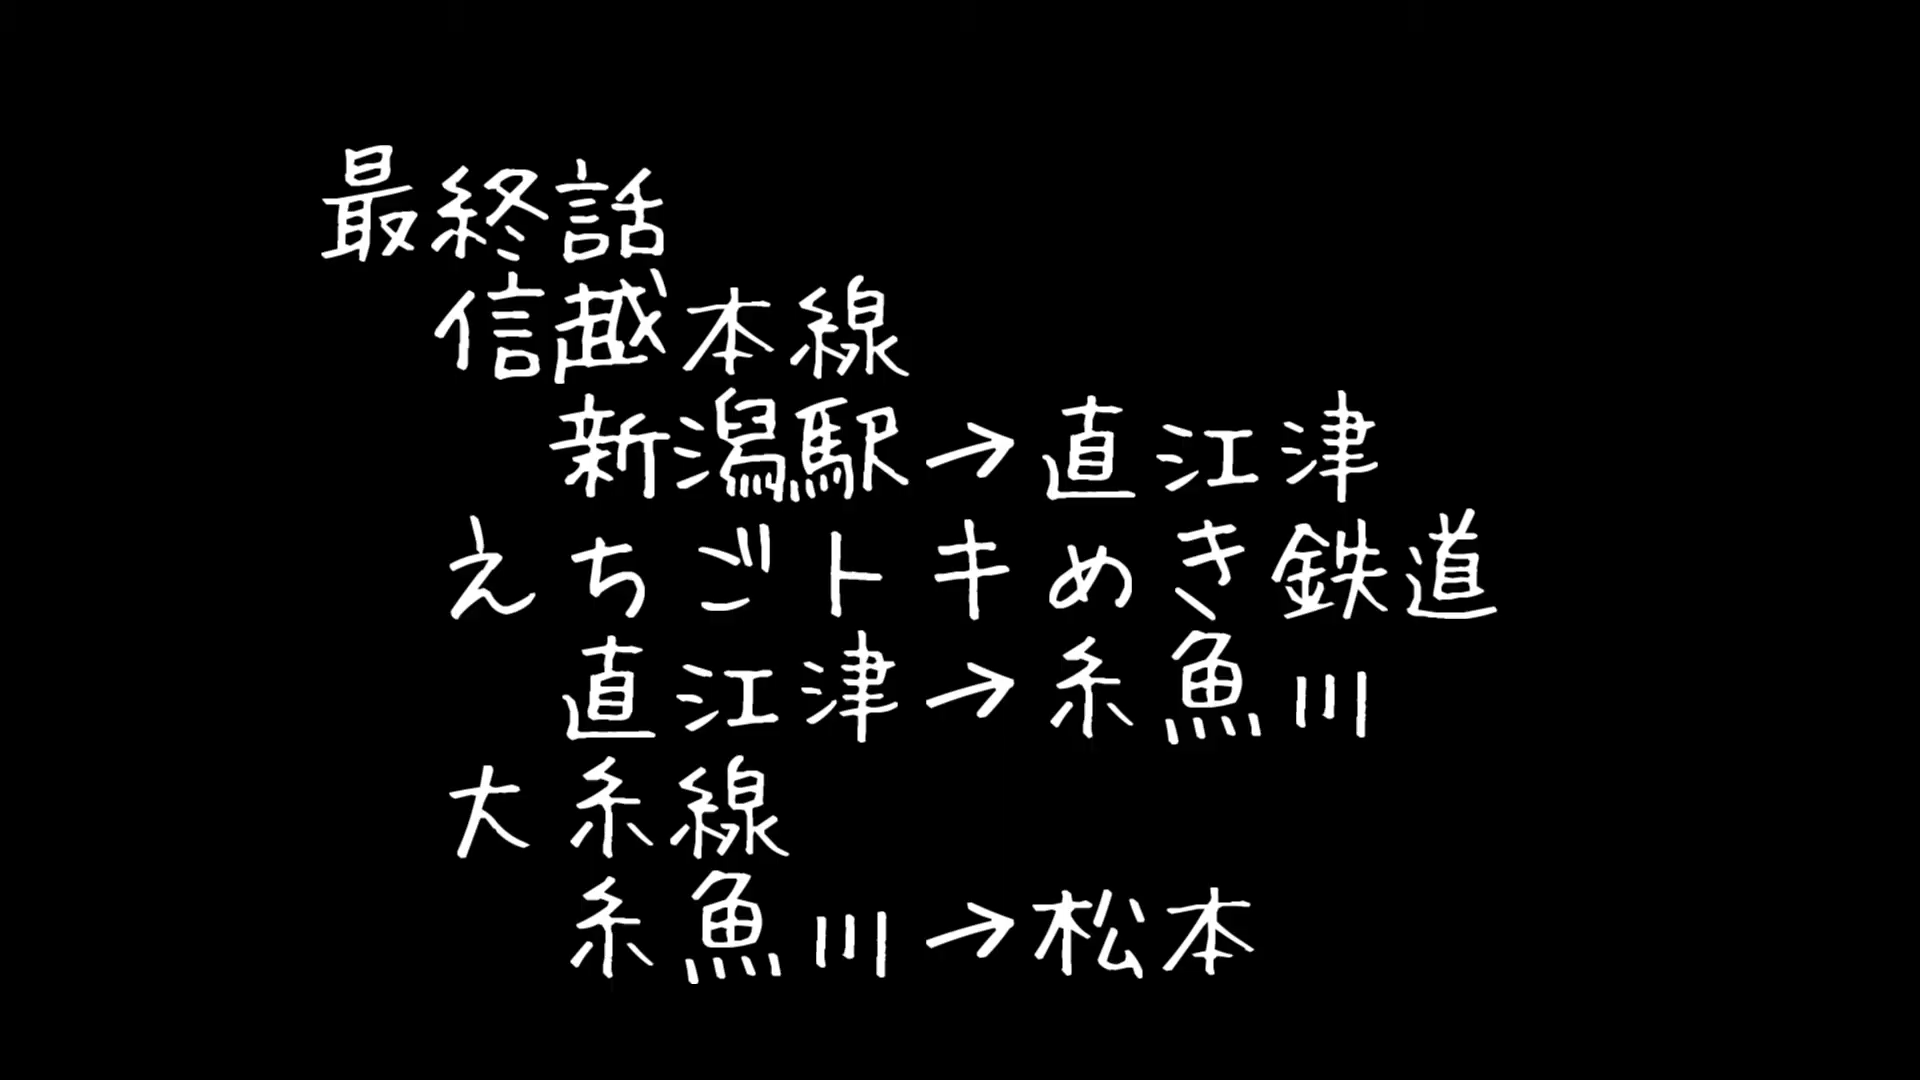 最終話
信越本線
新潟駅→直江津
えちごトキめき鉄道
直江津→糸魚川
大糸線
糸魚川→松本